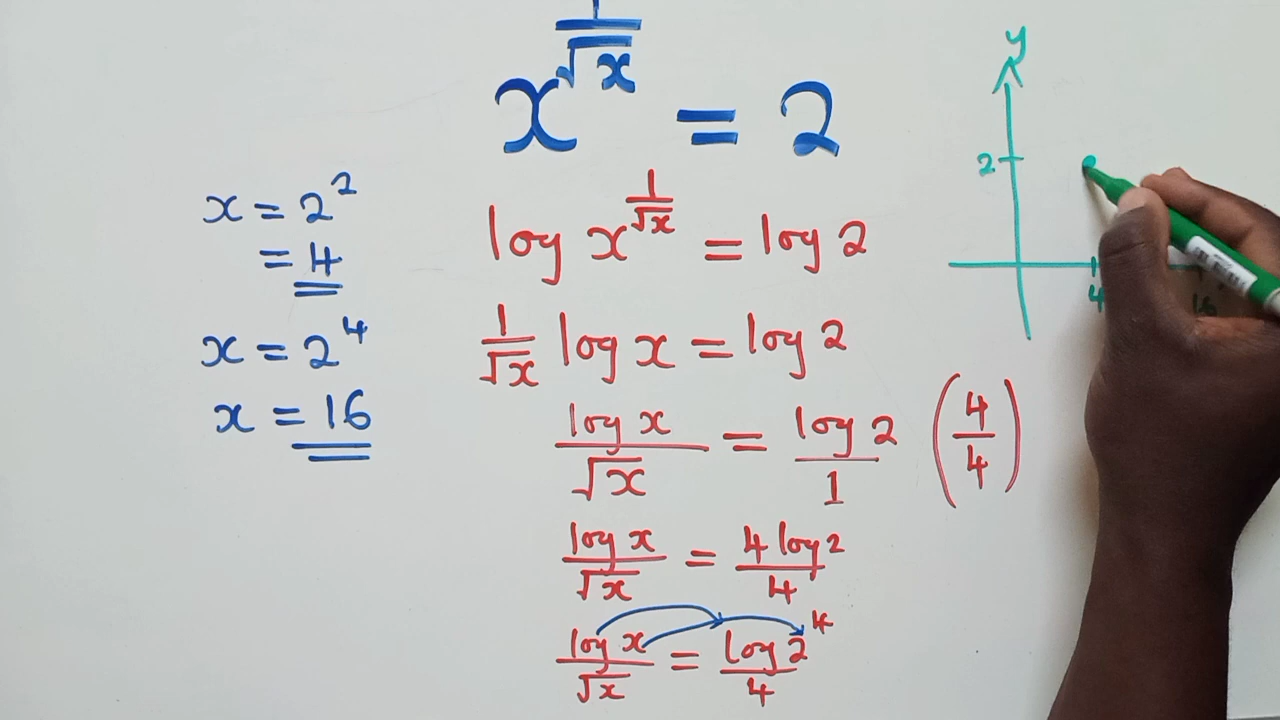 x^(1/√x) = 2
x = 2^2
= 4
x = 2^4
x = 16
log x^(1/√x) = log 2
1/√x log x = log 2
log x/√x = log 2/1 (4/4)
log x/√x = 4 log 2/4
log x/√x = log 2^4/4
y
2
4
16